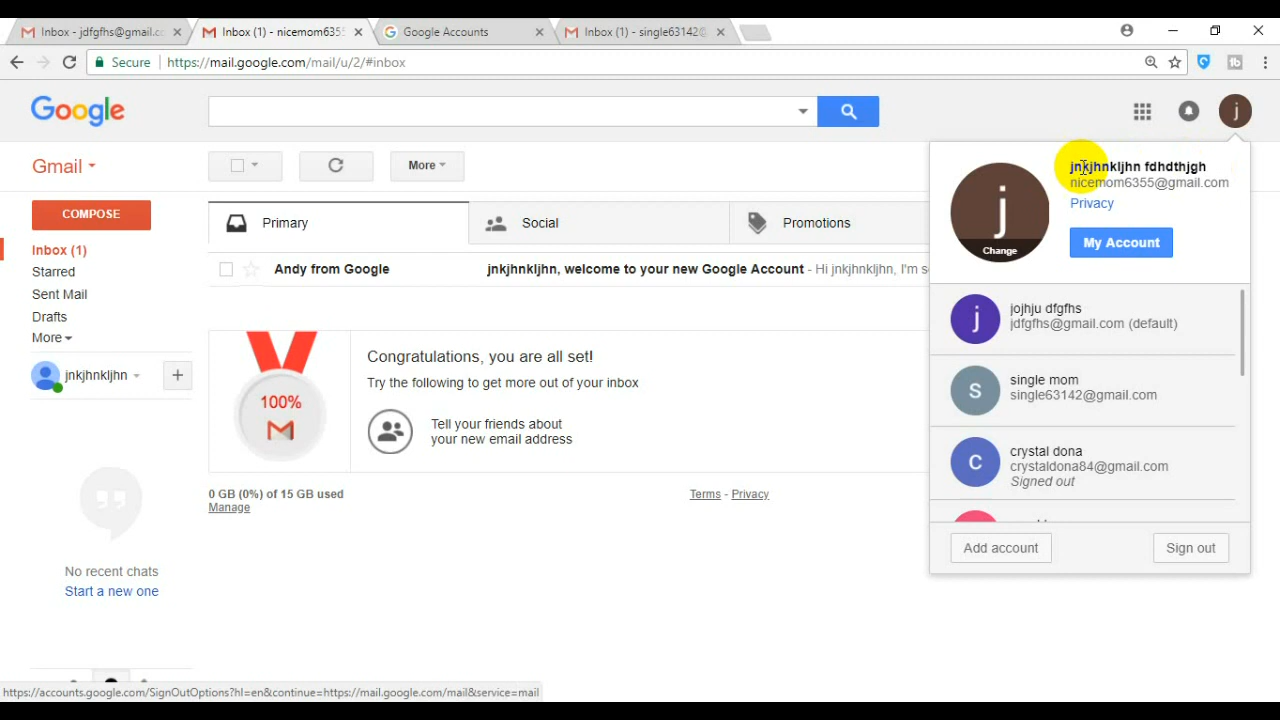 Inbox - jdfgfhs@gmail.c
Inbox (1) - nicemom635
Google Accounts
Inbox (1) - single63142@
Secure
https://mail.google.com/mail/u/2/#inbox
Google
j
Gmail
More
jnkjhnkljhn fdhdthjgh
nicemom6355@gmail.com
Privacy
j
Change
My Account
COMPOSE
Inbox (1)
Starred
Sent Mail
Drafts
More
jnkjhnkljhn
Primary
Social
Promotions
Andy from Google
jnkjhnkljhn, welcome to your new Google Account - Hi jnkjhnkljhn, I'm s
j
jojhju dfgfhs
jdfgfhs@gmail.com (default)
100%
Congratulations, you are all set!
Try the following to get more out of your inbox
Tell your friends about
your new email address
s
single mom
single63142@gmail.com
c
crystal dona
crystaldona84@gmail.com
Signed out
0 GB (0%) of 15 GB used
Manage
Terms - Privacy
Add account
Sign out
No recent chats
Start a new one
https://accounts.google.com/SignOutOptions?hl=en&continue=https://mail.google.com/mail&service=mail